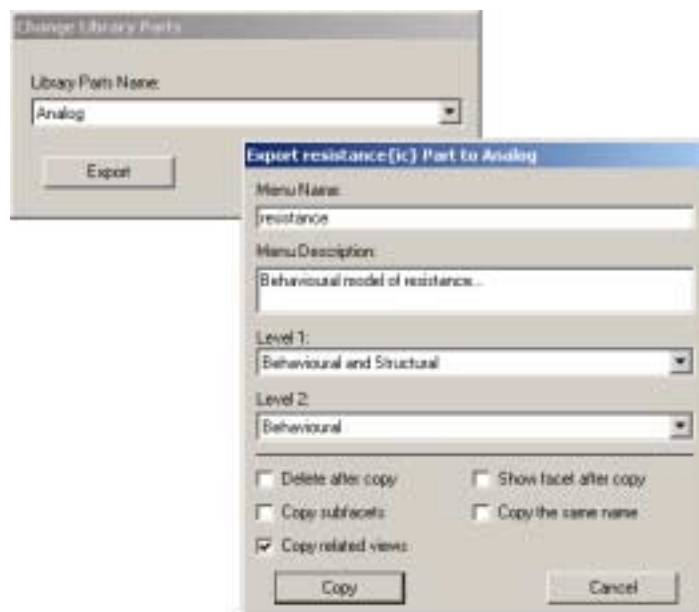 Change Library Parts
Library Parts Name:
Analog
Export
Export resistance{ic} Part to Analog
Menu Name:
resistance
Menu Description:
Behavioural model of resistance...
Level 1:
Behavioural and Structural
Level 2:
Behavioural
Delete after copy
Show facet after copy
Copy subfacets
Copy the same name
Copy related views
Copy
Cancel